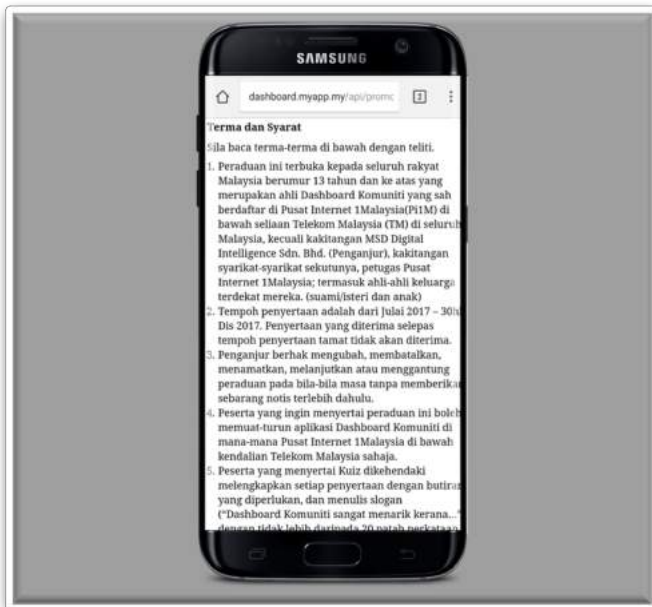 SAMSUNG
dashboard.myapp.my/api/promo
2
Terma dan Syarat
Sila baca terma-terma di bawah dengan teliti.
1. Peraduan ini terbuka kepada seluruh rakyat
Malaysia berumur 13 tahun dan ke atas yang
merupakan ahli Dashboard Komuniti yang sah
berdaftar di Pusat Internet 1Malaysia(Pi1M) di
bawah seliaan Telekom Malaysia (TM) di seluruh
Malaysia, kecuali kakitangan MSD Digital
Intelligence Sdn. Bhd. (Penganjur), kakitangan
syarikat-syarikat sekutunya, petugas Pusat
Internet 1Malaysia; termasuk ahli-ahli keluarga
terdekat mereka. (suami/isteri dan anak)
2. Tempoh penyertaan adalah dari Julai 2017 – 30
Dis 2017. Penyertaan yang diterima selepas
tempoh penyertaan tamat tidak akan diterima.
3. Penganjur berhak mengubah, membatalkan,
menamatkan, melanjutkan atau menggantung
peraduan pada bila-bila masa tanpa memberikan
sebarang notis terlebih dahulu.
4. Peserta yang ingin menyertai peraduan ini boleh
memuat-turun aplikasi Dashboard Komuniti di
mana-mana Pusat Internet 1Malaysia di bawah
kendalian Telekom Malaysia sahaja.
5. Peserta yang menyertai Kuiz dikehendaki
melengkapkan setiap penyertaan dengan butiran
yang diperlukan, dan menulis slogan
("Dashboard Komuniti sangat menarik kerana..."
dengan tidak lebih daripada 20 patah perkataan